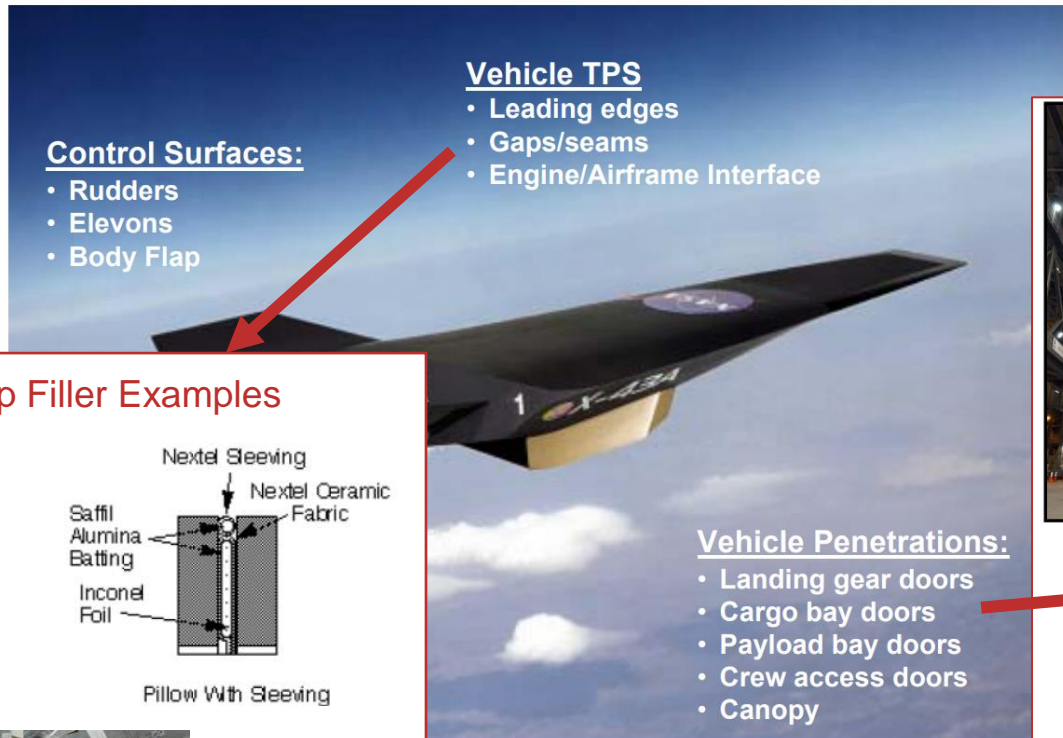 Vehicle TPS
• Leading edges
• Gaps/seams
• Engine/Airframe Interface
Control Surfaces:
• Rudders
• Elevons
• Body Flap
Filler Examples
Nextel Sleeving
Nextel Ceramic
Fabric
Saffil
Alumina
Batting
Inconel
Foil
Pillow With Sleeving
1
X-43A
Vehicle Penetrations:
• Landing gear doors
• Cargo bay doors
• Payload bay doors
• Crew access doors
• Canopy